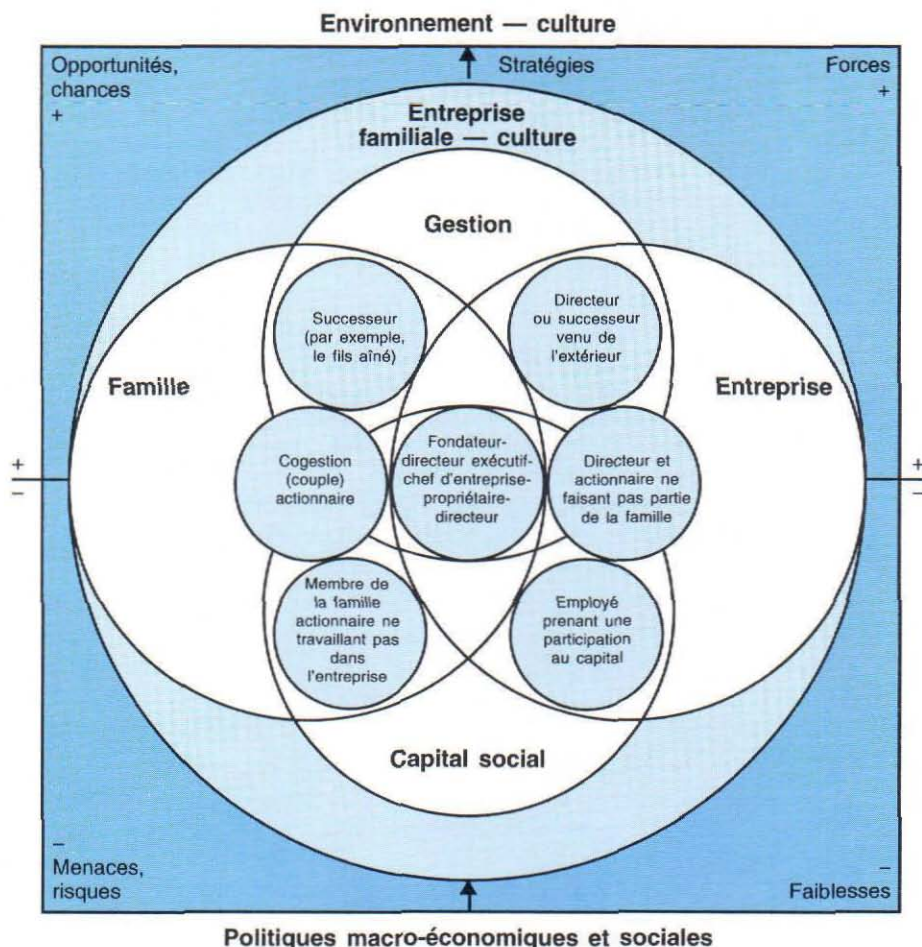 Environnement — culture
Opportunités,
chances
+
Stratégies
Forces
+
Entreprise
familiale — culture
Gestion
Successeur
(par exemple,
le fils aîné)
Directeur
ou successeur
venu de
l'extérieur
Famille
Entreprise
+
–
Cogestion
(couple)
actionnaire
Fondateur-
directeur exécutif-
chef d'entreprise-
propriétaire-
directeur
Directeur et
actionnaire ne
faisant pas partie
de la famille
+
–
Membre de
la famille
actionnaire ne
travaillant pas
dans
l'entreprise
Employé
prenant une
participation
au capital
Capital social
–
Menaces,
risques
–
Faiblesses
Politiques macro-économiques et sociales